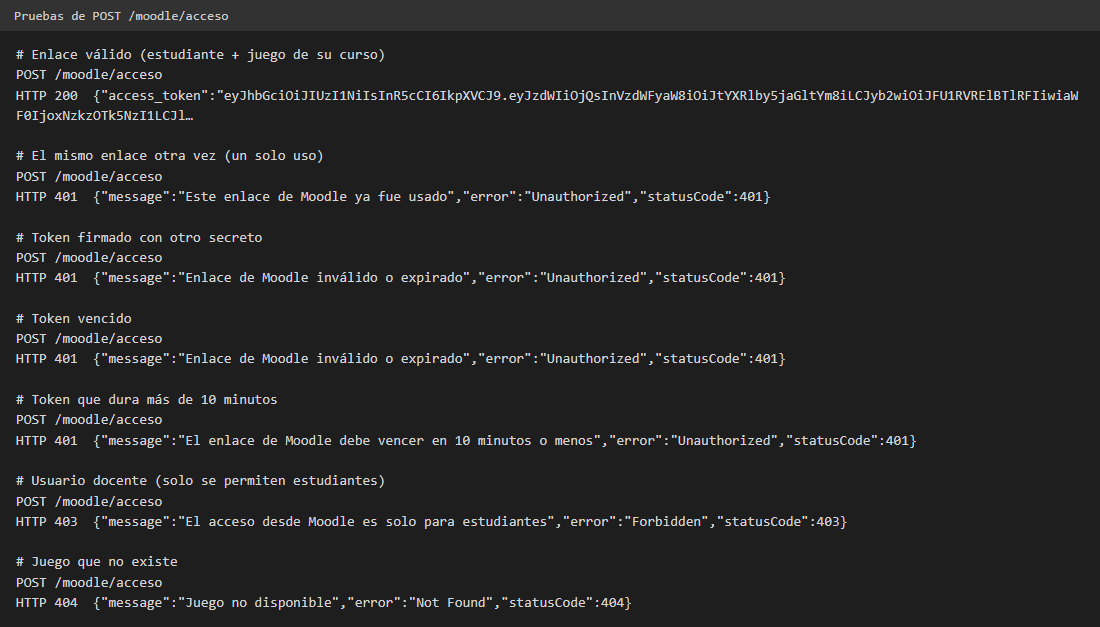 Pruebas de POST /moodle/acceso
# Enlace válido (estudiante + juego de su curso)
POST /moodle/acceso
HTTP 200  {"access_token":"eyJhbGciOiJIUzI1NiIsInR5cCI6IkpXVCJ9.eyJzdWIiOjQsInVzdWFyaW8iOiJtYXRlby5jaGltYm8iLCJyb2wiOiJFU1RVRElBTlRFIiwiaW
F0IjoxNzkzOTk5NzI1LCJl…
# El mismo enlace otra vez (un solo uso)
POST /moodle/acceso
HTTP 401  {"message":"Este enlace de Moodle ya fue usado","error":"Unauthorized","statusCode":401}
# Token firmado con otro secreto
POST /moodle/acceso
HTTP 401  {"message":"Enlace de Moodle inválido o expirado","error":"Unauthorized","statusCode":401}
# Token vencido
POST /moodle/acceso
HTTP 401  {"message":"Enlace de Moodle inválido o expirado","error":"Unauthorized","statusCode":401}
# Token que dura más de 10 minutos
POST /moodle/acceso
HTTP 401  {"message":"El enlace de Moodle debe vencer en 10 minutos o menos","error":"Unauthorized","statusCode":401}
# Usuario docente (solo se permiten estudiantes)
POST /moodle/acceso
HTTP 403  {"message":"El acceso desde Moodle es solo para estudiantes","error":"Forbidden","statusCode":403}
# Juego que no existe
POST /moodle/acceso
HTTP 404  {"message":"Juego no disponible","error":"Not Found","statusCode":404}